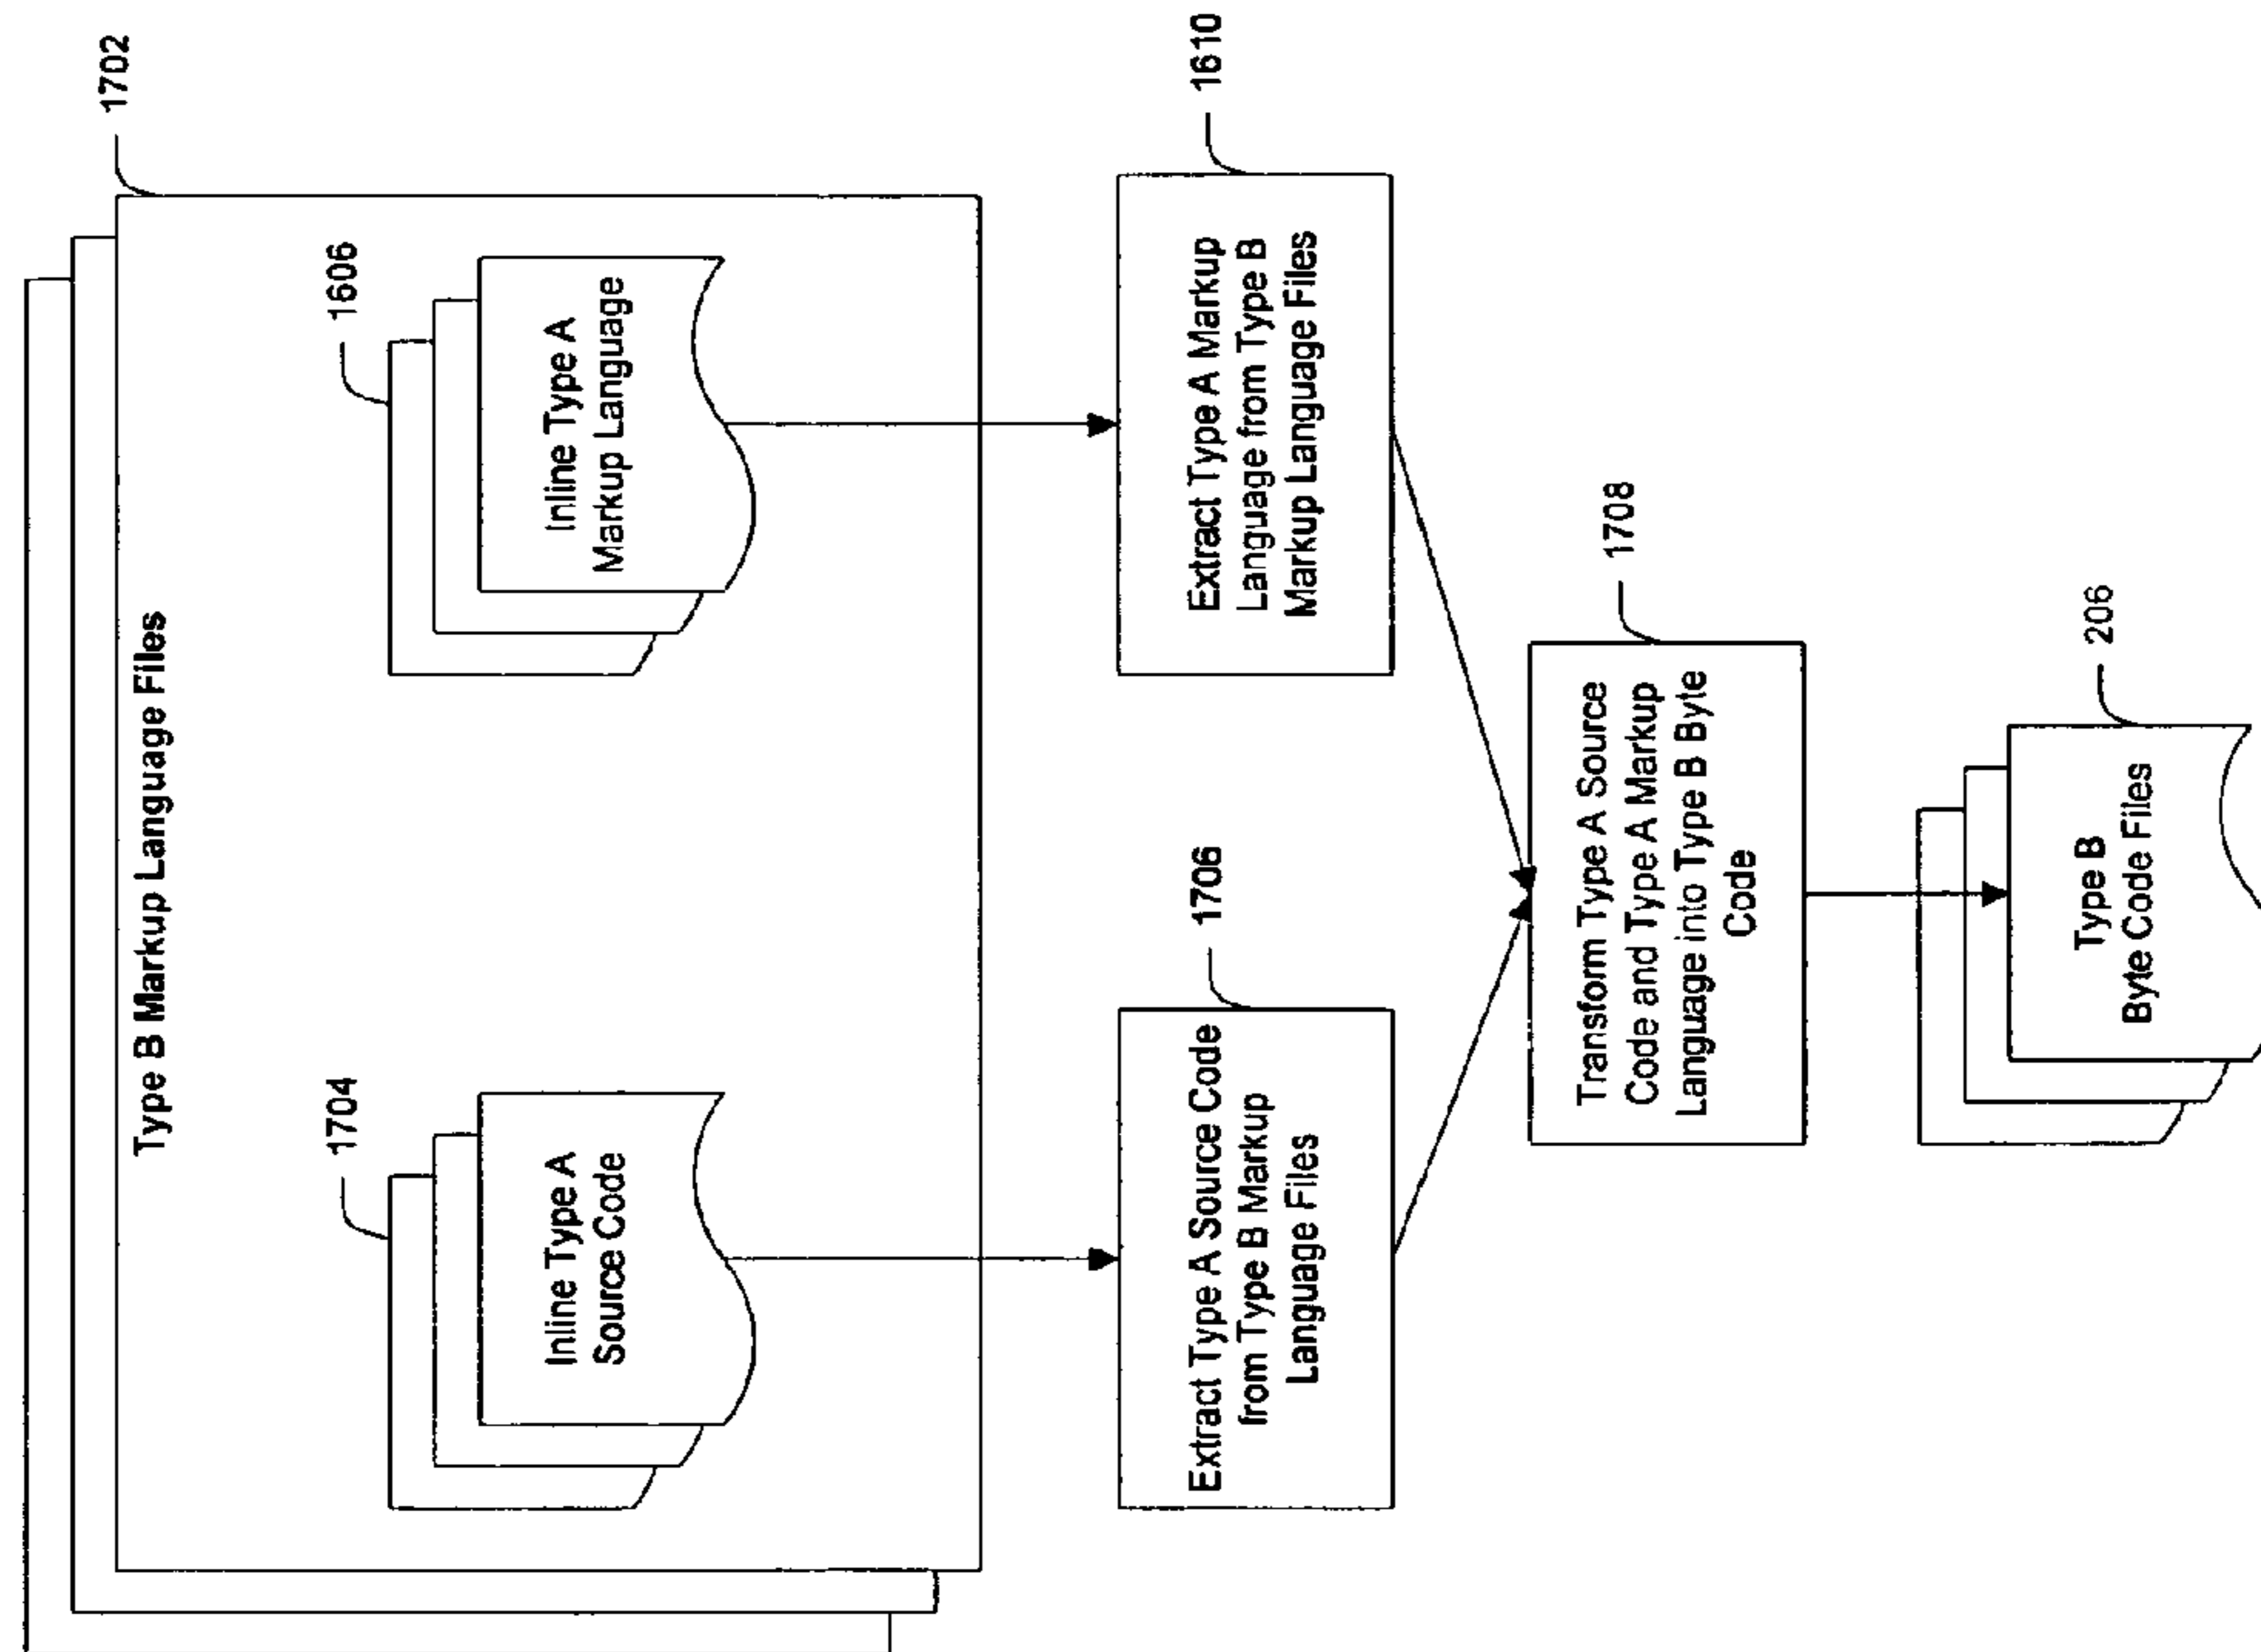 1702
Type B Markup Language Files
1704
Inline Type A
Source Code
1606
Inline Type A
Markup Language
1706
Extract Type A Source Code
from Type B Markup
Language Files
1610
Extract Type A Markup
Language from Type B
Markup Language Files
1708
Transform Type A Source
Code and Type A Markup
Language into Type B Byte
Code
206
Type B
Byte Code Files